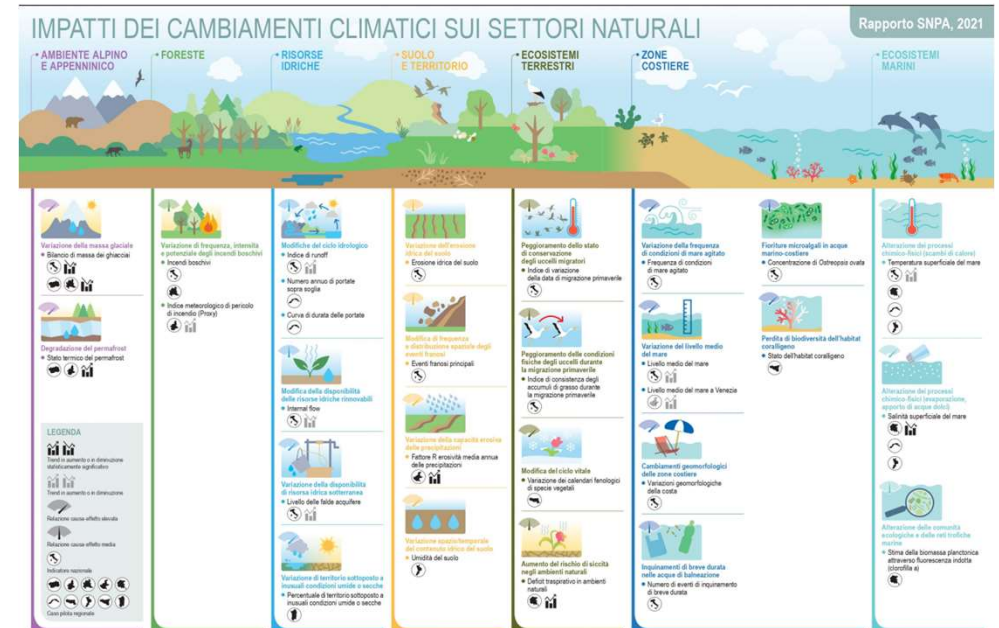 IMPATTI DEI CAMBIAMENTI CLIMATICI SUI SETTORI NATURALI
Rapporto SNPA, 2021
AMBIENTE ALPINO
E APPENNINICO
FORESTE
RISORSE
IDRICHE
SUOLO
E TERRITORIO
ECOSISTEMI
TERRESTRI
ZONE
COSTIERE
ECOSISTEMI
MARINI
Variazione della massa glaciale
Bilancio di massa dei ghiacciai
Degradazione del permafrost
Stato termico del permafrost
LEGENDA
Trend in aumento o in diminuzione
statisticamente significativo
Trend in aumento o in diminuzione
Relazione causa-effetto elevata
Relazione causa-effetto media
Indicatore nazionale
Caso pilota regionale
Variazione di frequenza, intensità
e potenziale degli incendi boschivi
Incendi boschivi
Indice meteorologico di pericolo
di incendio (Proxy)
Modifiche del ciclo idrologico
Indice di runoff
Numero annuo di portate
sopra soglia
Curva di durata delle portate
Modifica della disponibilità
delle risorse idriche rinnovabili
Internal flow
Variazione della disponibilità
di risorsa idrica sotterranea
Livello delle falde acquifere
Variazione di territorio sottoposto a
inusuali condizioni umide o secche
Percentuale di territorio sottoposto a
inusuali condizioni umide o secche
Variazione dell'erosione
idrica del suolo
Erosione idrica del suolo
Modifica di frequenza
e distribuzione spaziale degli
eventi franosi
Eventi franosi principali
Variazione della capacità erosiva
delle precipitazioni
Fattore R erosività media annua
delle precipitazioni
Variazione spazio/temporale
del contenuto idrico del suolo
Umidità del suolo
Peggioramento dello stato
di conservazione
degli uccelli migratori
Indice di variazione
della data di migrazione primaverile
Peggioramento delle condizioni
fisiche degli uccelli durante
la migrazione primaverile
Indice di consistenza degli
accumuli di grasso durante
la migrazione primaverile
Modifica del ciclo vitale
Variazione dei calendari fenologici
di specie vegetali
Aumento del rischio di siccità
negli ambienti naturali
Deficit traspirativo in ambienti
naturali
Variazione della frequenza
di condizioni di mare agitato
Frequenza di condizioni
di mare agitato
Variazione del livello medio
del mare
Livello medio del mare
Livello medio del mare a Venezia
Cambiamenti geomorfologici
delle zone costiere
Variazioni geomorfologiche
della costa
Inquinamenti di breve durata
nelle acque di balneazione
Numero di eventi di inquinamento
di breve durata
Fioriture microalgali in acque
marino-costiere
Concentrazione di Ostreopsis ovata
Perdita di biodiversità dell'habitat
coralligeno
Stato dell'habitat coralligeno
Alterazione dei processi
chimico-fisici (scambi di calore)
Temperatura superficiale del mare
Alterazione dei processi
chimico-fisici (evaporazione,
apporto di acque dolci)
Salinità superficiale del mare
Alterazione delle comunità
ecologiche e delle reti trofiche
marine
Stima della biomassa planctonica
attraverso fluorescenza indotta
(clorofilla a)